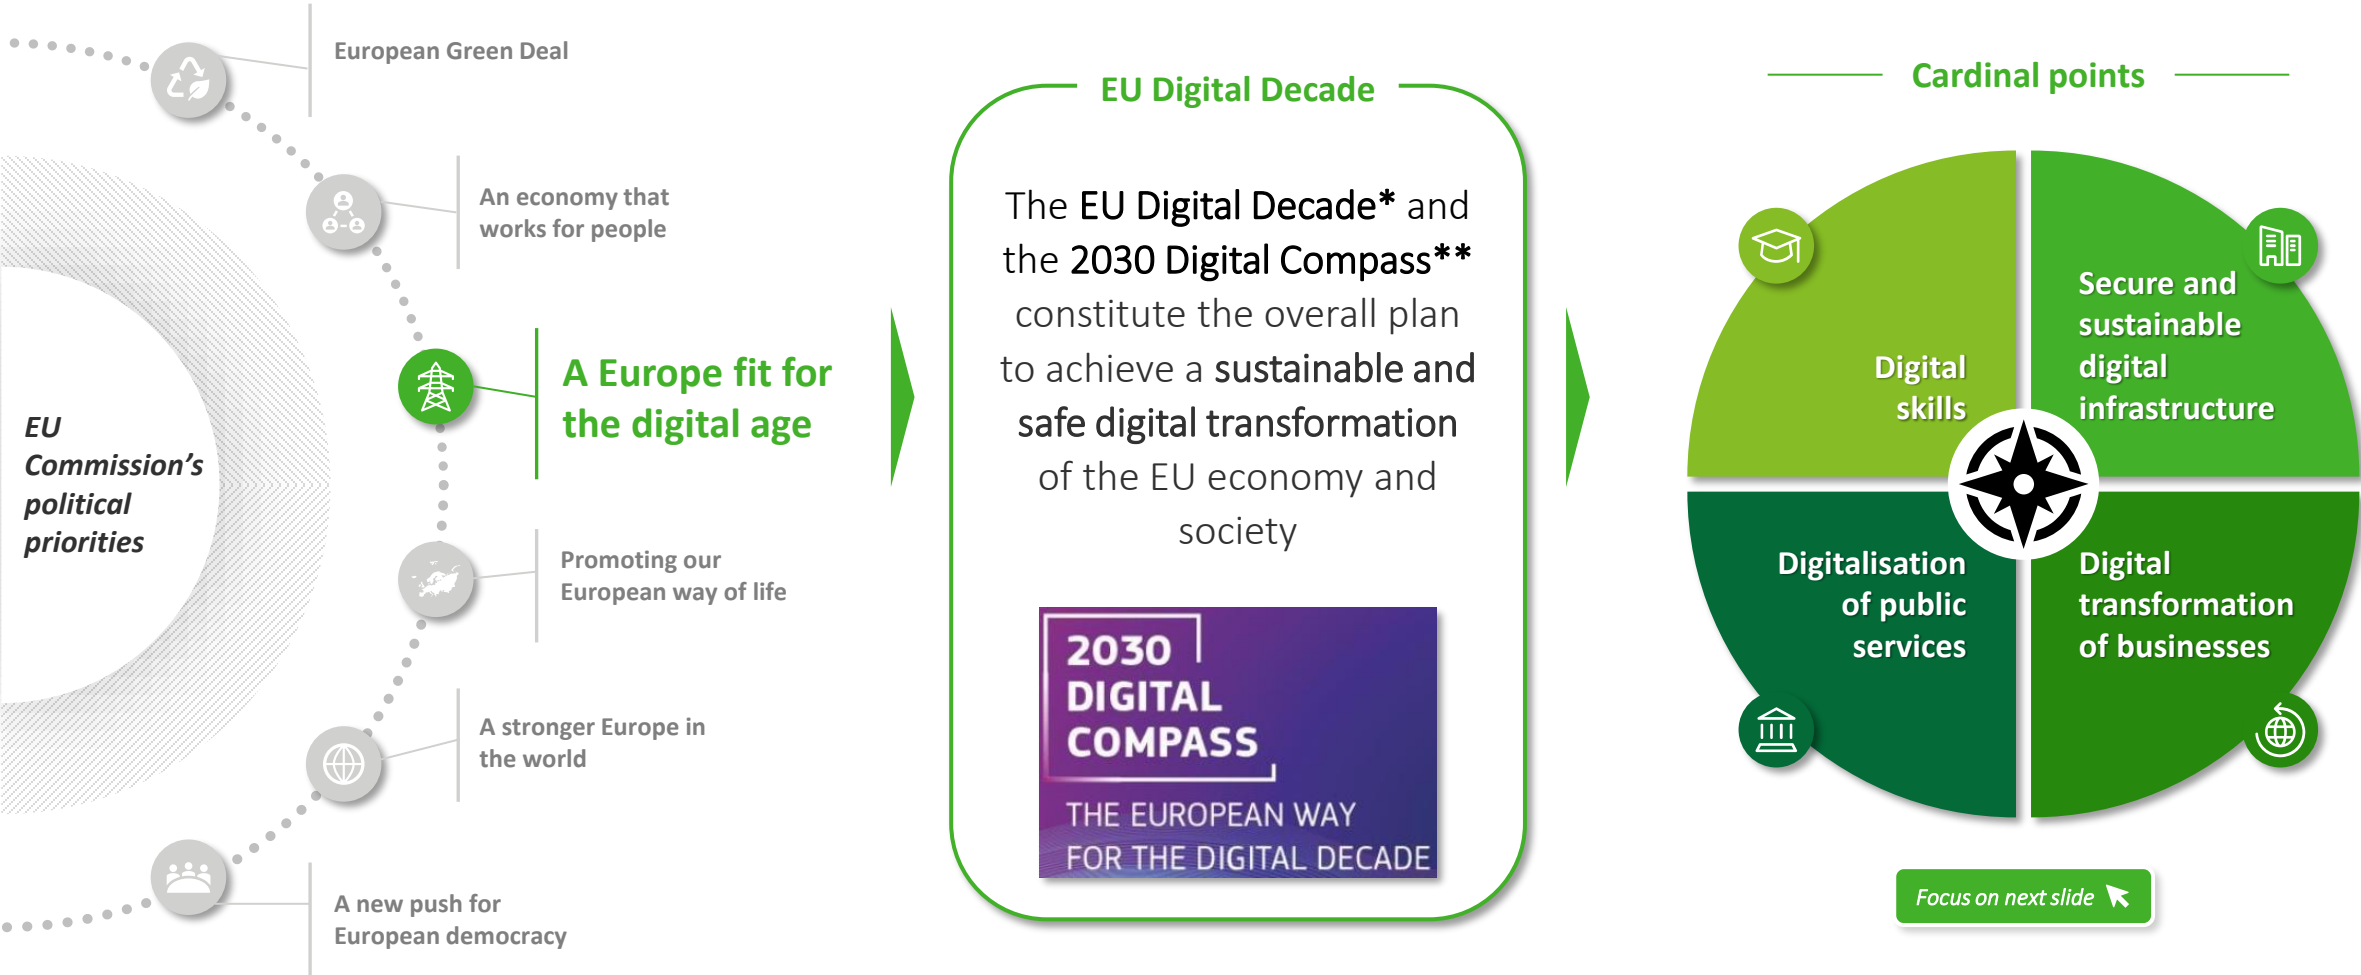 European Green Deal
An economy that
works for people
A Europe fit for
the digital age
EU
Commission's
political
priorities
Promoting our
European way of life
A stronger Europe in
the world
A new push for
European democracy
EU Digital Decade
The EU Digital Decade* and
the 2030 Digital Compass**
constitute the overall plan
to achieve a sustainable and
safe digital transformation
of the EU economy and
society
2030
DIGITAL
COMPASS
THE EUROPEAN WAY
FOR THE DIGITAL DECADE
Cardinal points
Digital
skills
Secure and
sustainable
digital
infrastructure
Digitalisation
of public
services
Digital
transformation
of businesses
Focus on next slide